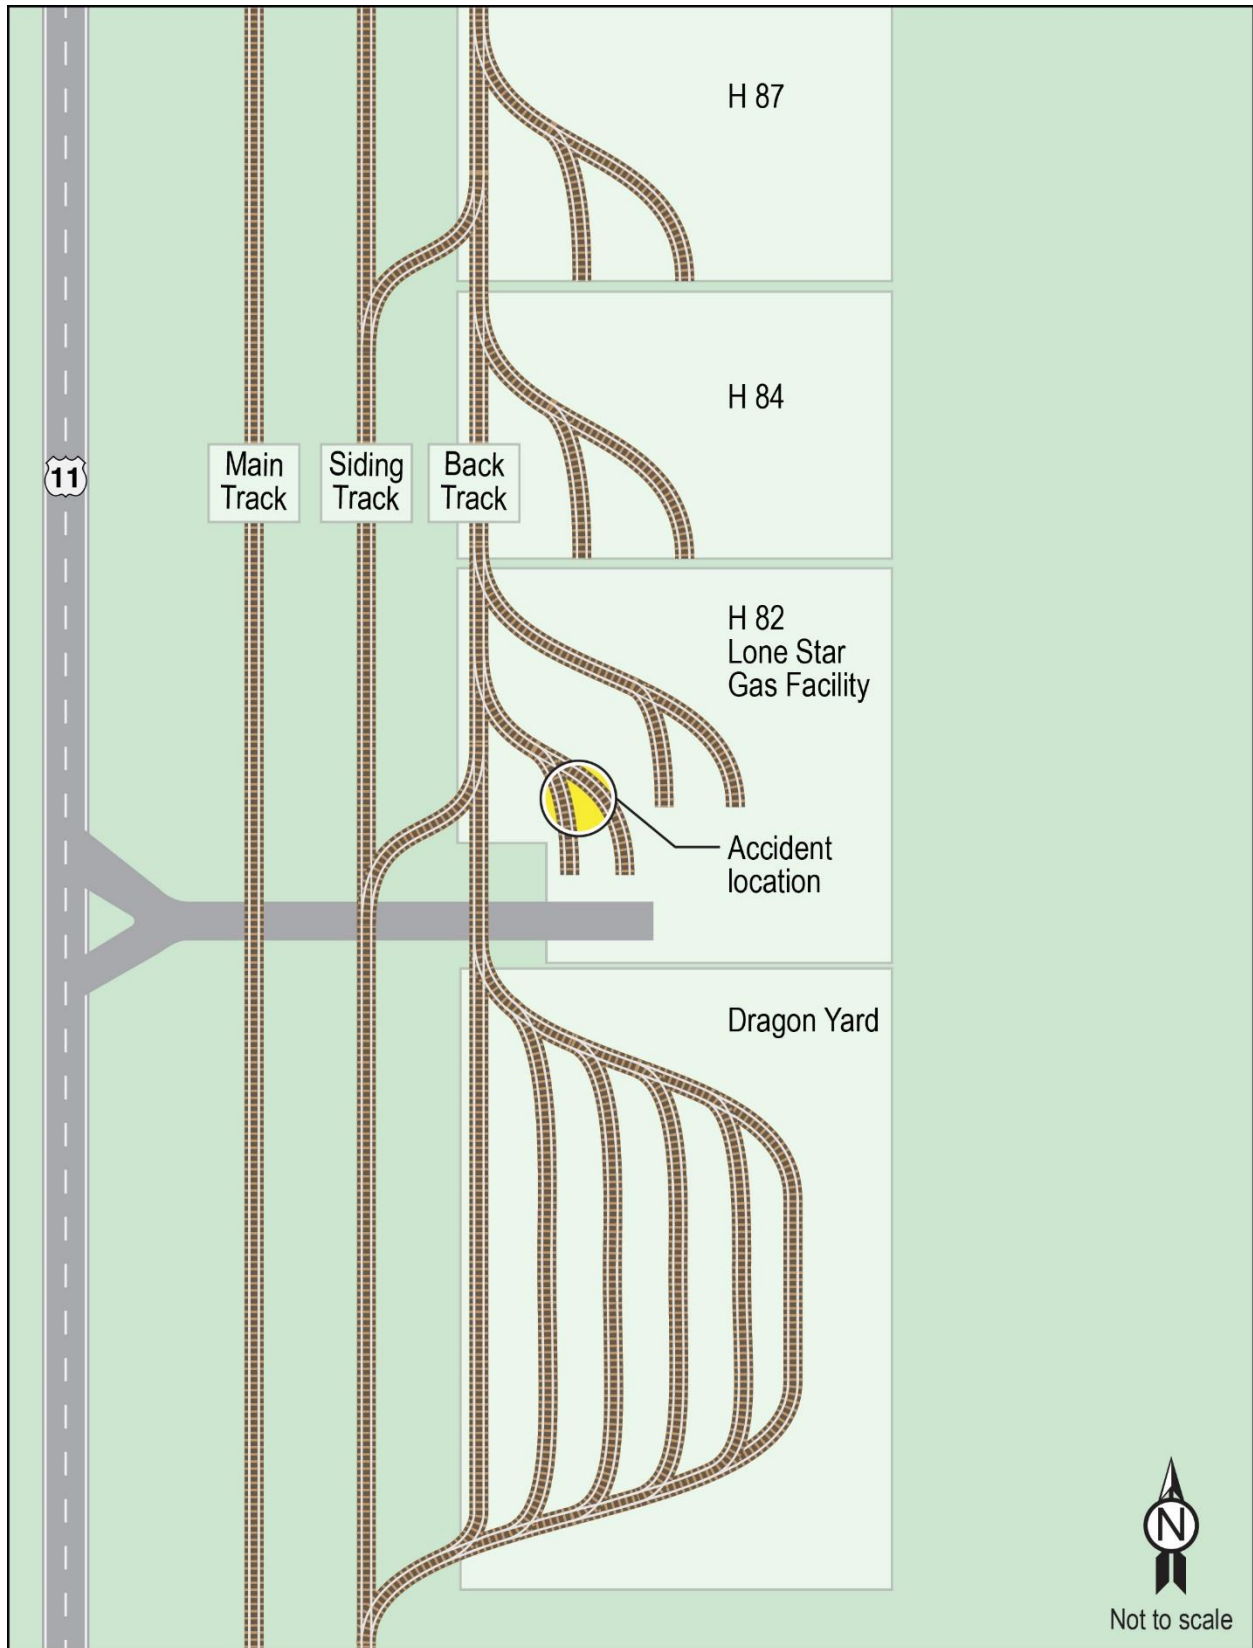 H 87
H 84
Main
Track
Siding
Track
Back
Track
11
H 82
Lone Star
Gas Facility
Accident
location
Dragon Yard
N
Not to scale